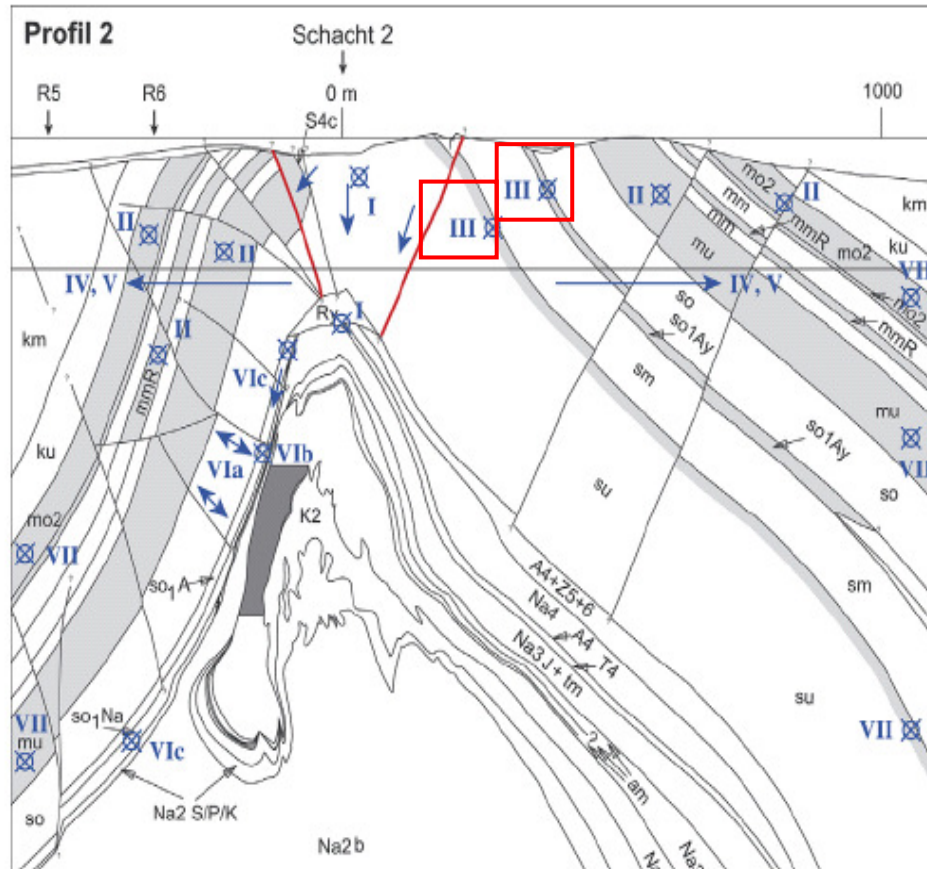 Profil 2
Schacht 2
R5
R6
0 m
1000
S4c
I
III
III
II
II
mo2
II
mm
km
mm
mmR
mo2
ku
VII
II
II
mu
IV, V
IV, V
mo2
so
mmR
I
km
II
so1Ay
VIc
sm
mmR
mu
so1Ay
VII
VIa
VIb
ku
su
so
K2
mo2
VII
A4+Z5+6
so1A
Na4
sm
A4
T4
Na3 J + tm
su
VII
so1Na
VII
mu
VIc
?
am
Na2 S/P/K
so
Na2b